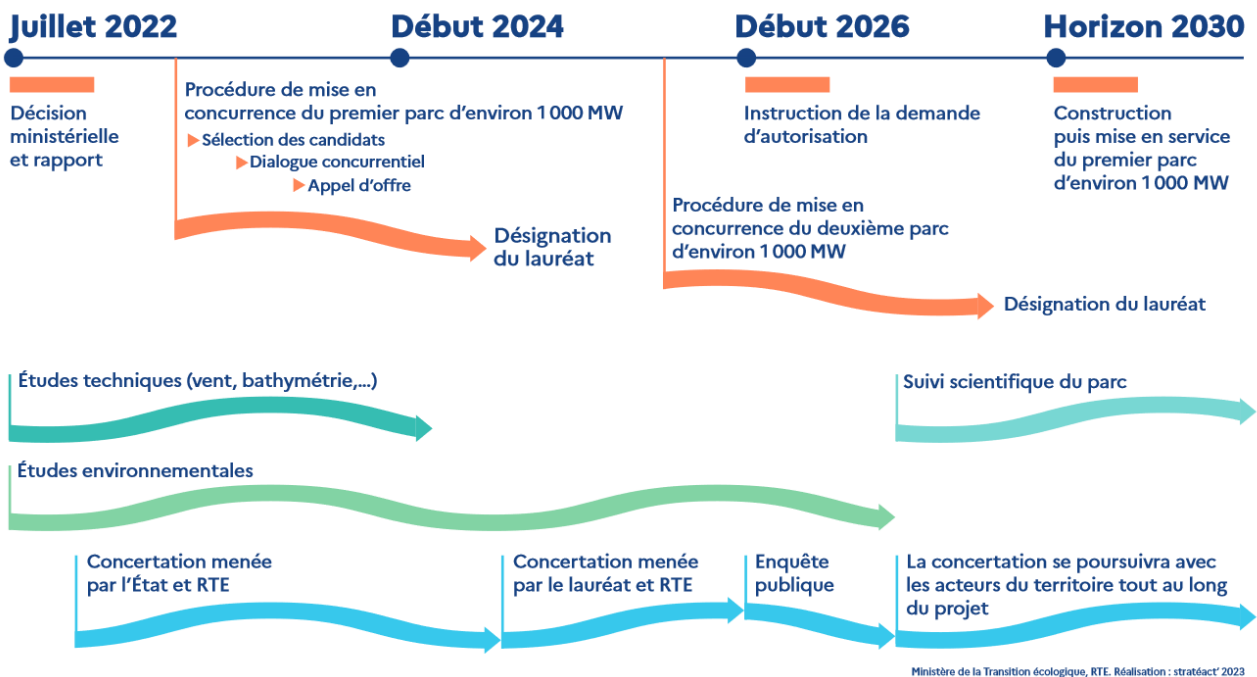 Juillet 2022
Début 2024
Début 2026
Horizon 2030
Décision
ministérielle
et rapport
Procédure de mise en
concurrence du premier parc d'environ 1 000 MW
Sélection des candidats
Dialogue concurrentiel
Appel d'offre
Désignation
du lauréat
Instruction de la demande
d'autorisation
Construction
puis mise en service
du premier parc
d'environ 1 000 MW
Procédure de mise en
concurrence du deuxième parc
d'environ 1 000 MW
Désignation du lauréat
Études techniques (vent, bathymétrie,...)
Suivi scientifique du parc
Études environnementales
Concertation menée
par l'État et RTE
Concertation menée
par le lauréat et RTE
Enquête
publique
La concertation se poursuivra avec
les acteurs du territoire tout au long
du projet
Ministère de la Transition écologique, RTE. Réalisation : stratéact' 2023